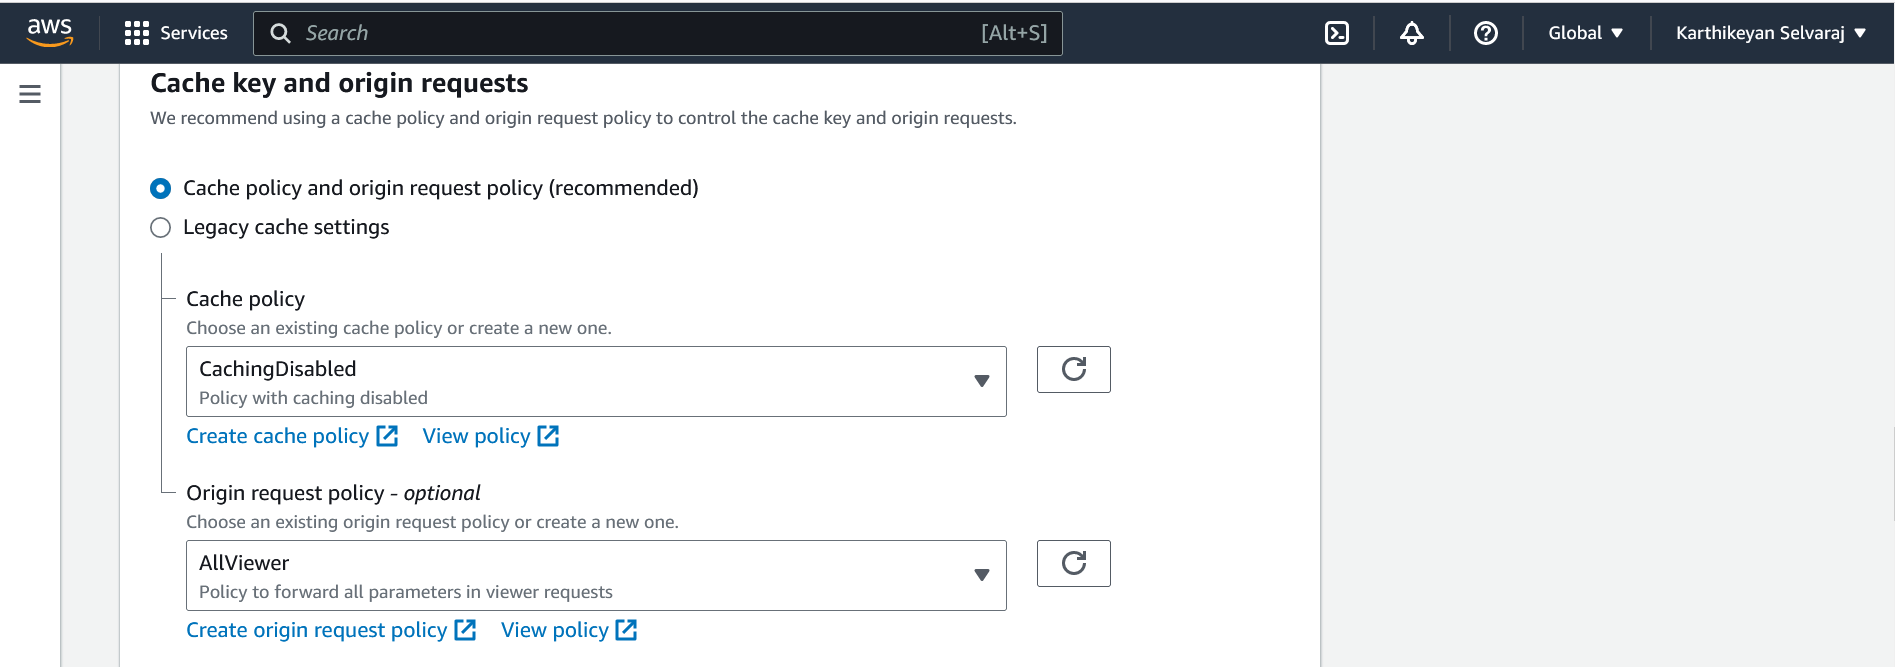 aws Services Search [Alt+S] Global Karthikeyan Selvaraj
Cache key and origin requests
We recommend using a cache policy and origin request policy to control the cache key and origin requests.
Cache policy and origin request policy (recommended)
Legacy cache settings
Cache policy
Choose an existing cache policy or create a new one.
CachingDisabled
Policy with caching disabled
Create cache policy View policy
Origin request policy - optional
Choose an existing origin request policy or create a new one.
AllViewer
Policy to forward all parameters in viewer requests
Create origin request policy View policy